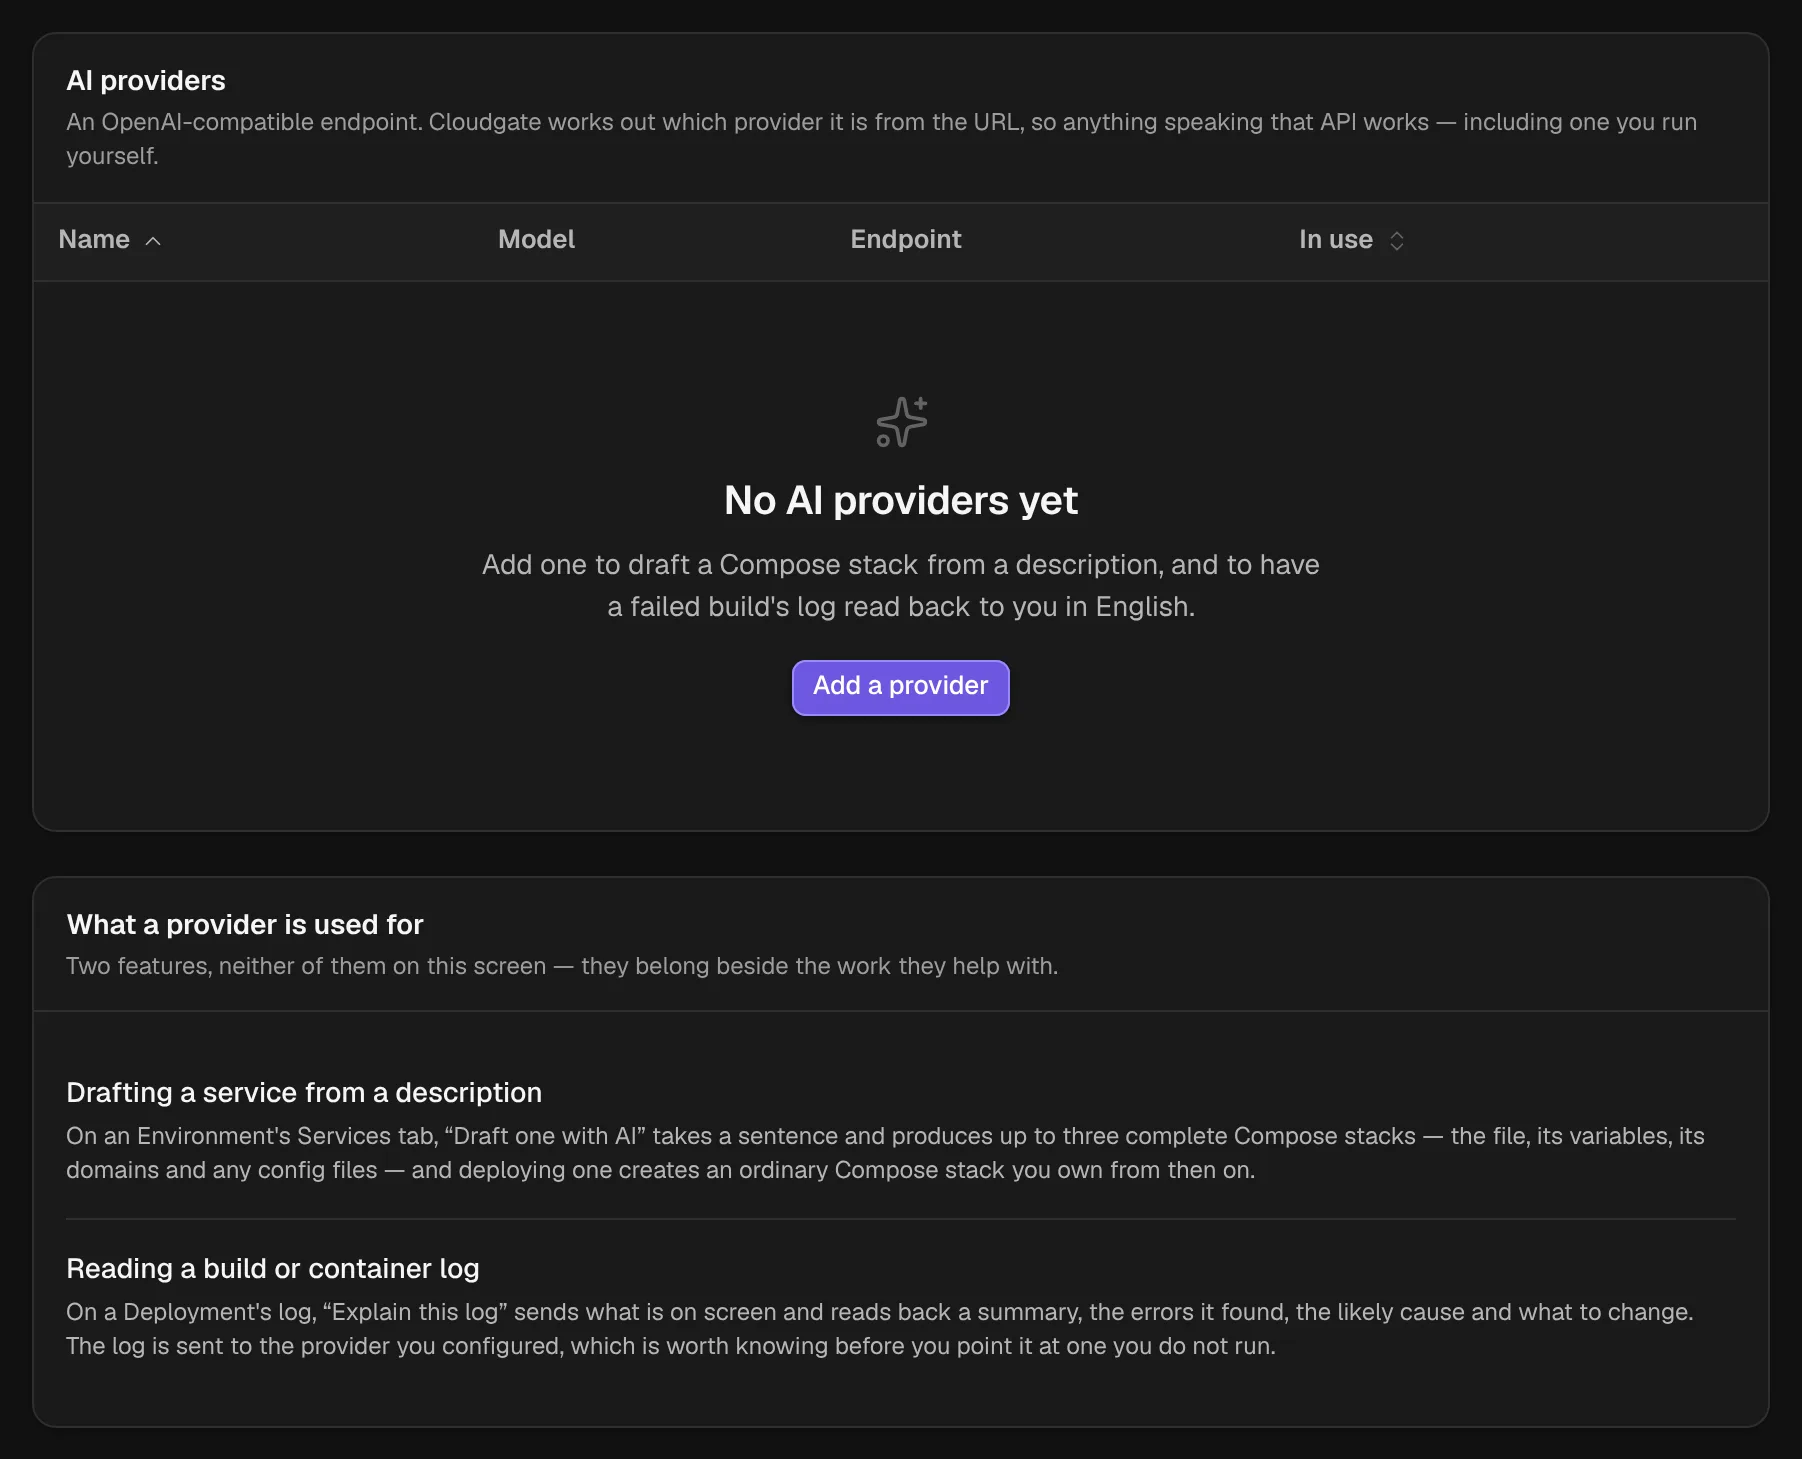 AI providers
An OpenAI-compatible endpoint. Cloudgate works out which provider it is from the URL, so anything speaking that API works — including one you run
yourself.
Name
Model
Endpoint
In use
No AI providers yet
Add one to draft a Compose stack from a description, and to have
a failed build's log read back to you in English.
Add a provider
What a provider is used for
Two features, neither of them on this screen — they belong beside the work they help with.
Drafting a service from a description
On an Environment's Services tab, “Draft one with AI” takes a sentence and produces up to three complete Compose stacks — the file, its variables, its
domains and any config files — and deploying one creates an ordinary Compose stack you own from then on.
Reading a build or container log
On a Deployment's log, “Explain this log” sends what is on screen and reads back a summary, the errors it found, the likely cause and what to change.
The log is sent to the provider you configured, which is worth knowing before you point it at one you do not run.